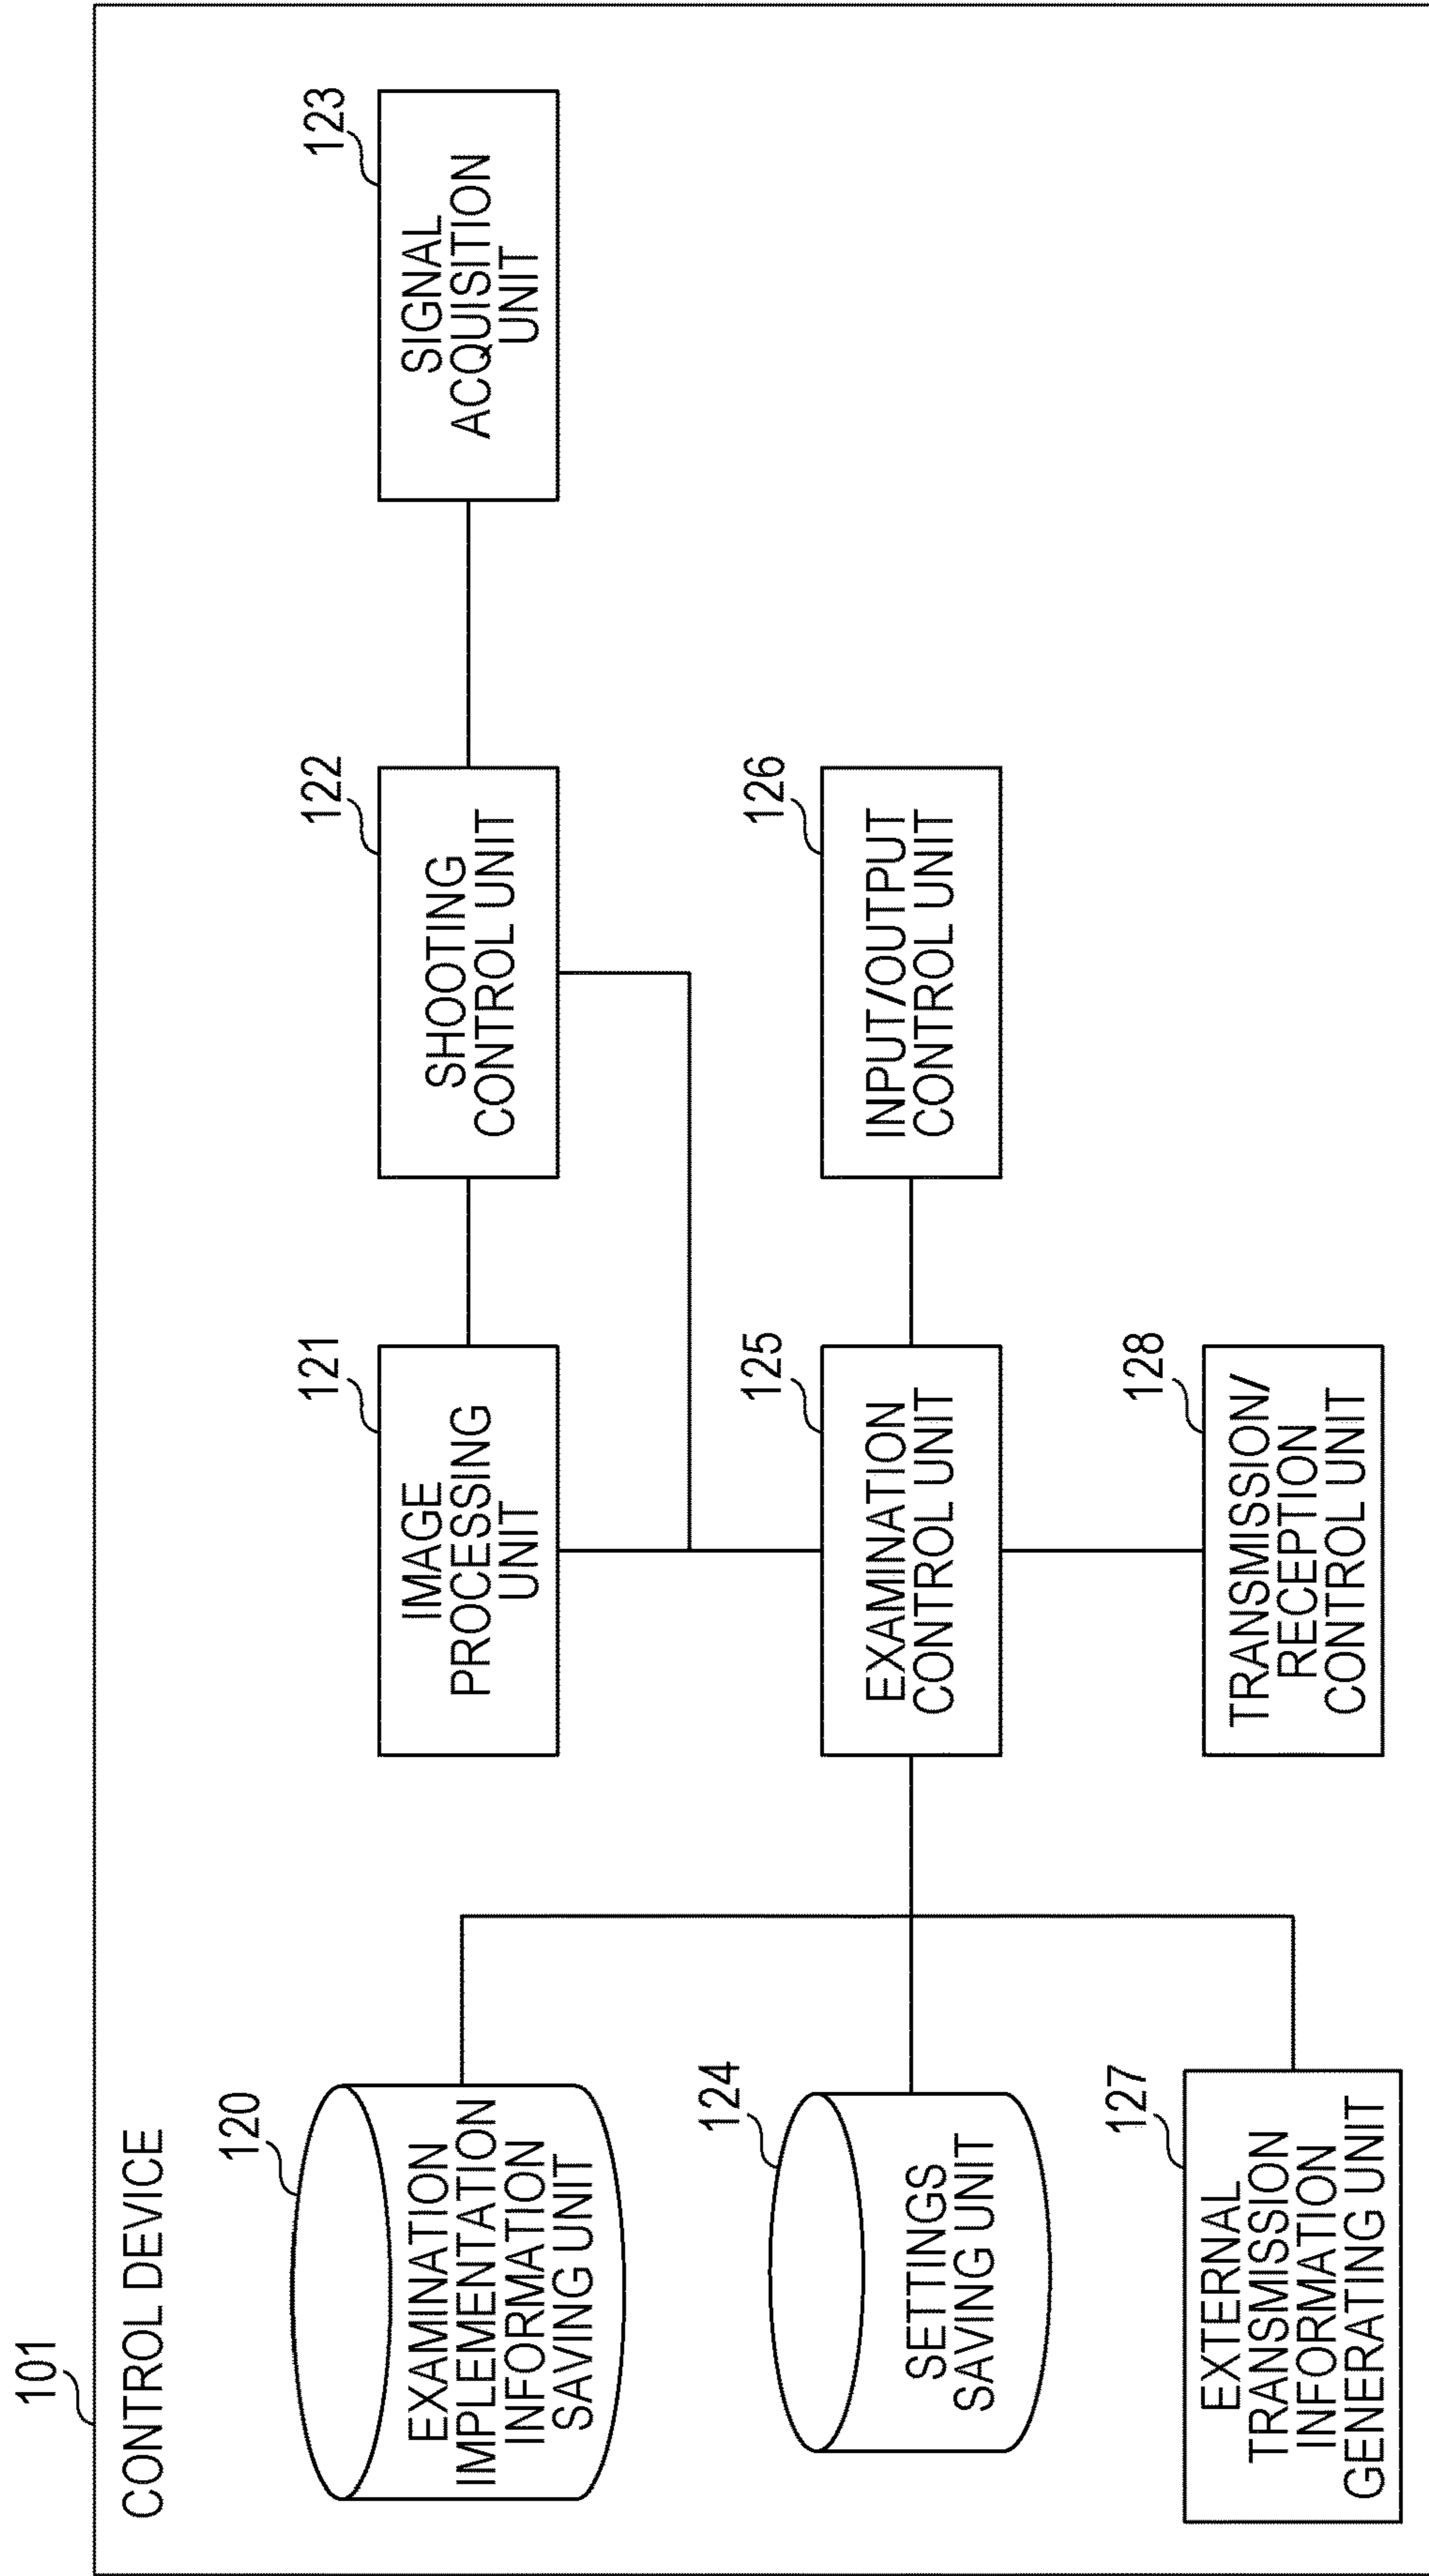 101
CONTROL DEVICE
120
EXAMINATION
IMPLEMENTATION
INFORMATION
SAVING UNIT
121
IMAGE
PROCESSING
UNIT
122
SHOOTING
CONTROL UNIT
123
SIGNAL
ACQUISITION
UNIT
124
SETTINGS
SAVING UNIT
125
EXAMINATION
CONTROL UNIT
126
INPUT/OUTPUT
CONTROL UNIT
127
EXTERNAL
TRANSMISSION
INFORMATION
GENERATING UNIT
128
TRANSMISSION/
RECEPTION
CONTROL UNIT